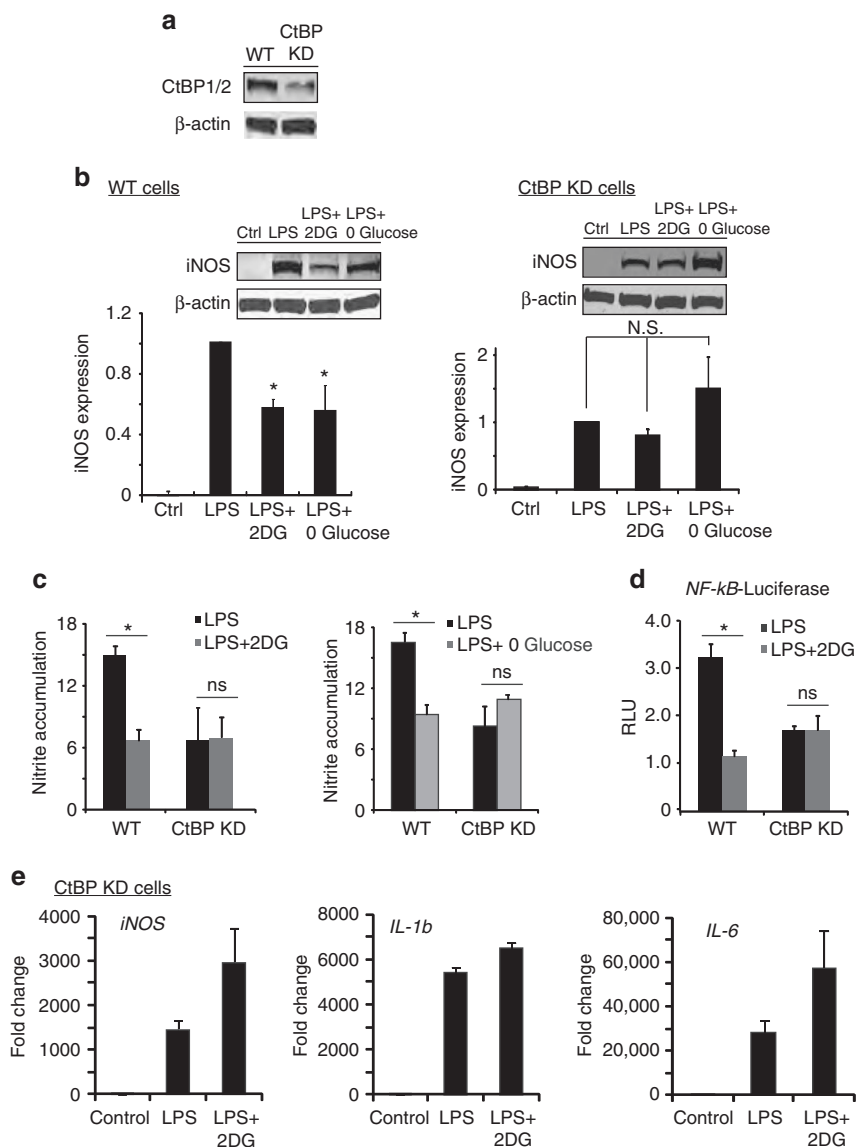 a
WT
CtBP
KD
CtBP1/2
β-actin
b
WT cells
Ctrl LPS LPS+ 2DG LPS+ 0 Glucose
iNOS
β-actin
iNOS expression
1.2
0.8
0.4
0
Ctrl LPS LPS+ 2DG LPS+ 0 Glucose
* *
CtBP KD cells
Ctrl LPS LPS+ 2DG LPS+ 0 Glucose
iNOS
β-actin
N.S.
iNOS expression
2
1
0
Ctrl LPS LPS+ 2DG LPS+ 0 Glucose
c
Nitrite accumulation
18
12
6
0
LPS
LPS+2DG
*
ns
WT CtBP KD
Nitrite accumulation
18
12
6
0
LPS
LPS+ 0 Glucose
*
ns
WT CtBP KD
d
NF-kB-Luciferase
RLU
4.0
3.0
2.0
1.0
0
LPS
LPS+2DG
*
ns
WT CtBP KD
e
CtBP KD cells
iNOS
Fold change
4000
3000
2000
1000
0
Control LPS LPS+ 2DG
IL-1b
Fold change
8000
6000
4000
2000
0
Control LPS LPS+ 2DG
IL-6
Fold change
80,000
60,000
40,000
20,000
0
Control LPS LPS+ 2DG